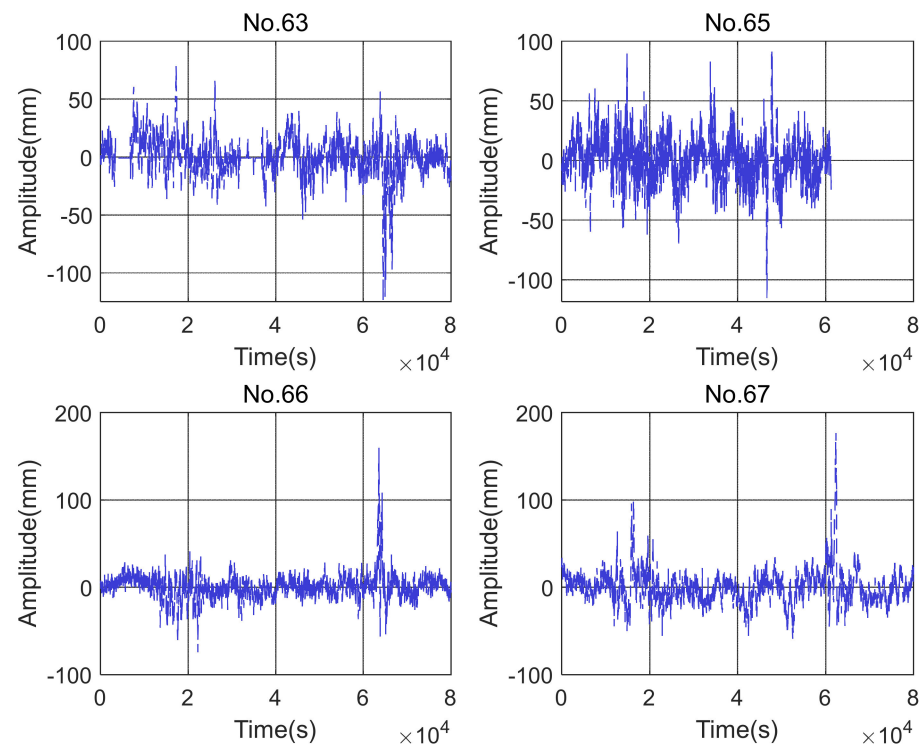 No.63
No.65
100
50
0
-50
-100
Amplitude(mm)
0 2 4 6 8
Time(s)
×10^4
100
50
0
-50
-100
Amplitude(mm)
0 2 4 6 8
Time(s)
×10^4
No.66
No.67
200
100
0
-100
Amplitude(mm)
0 2 4 6 8
Time(s)
×10^4
200
100
0
-100
Amplitude(mm)
0 2 4 6 8
Time(s)
×10^4